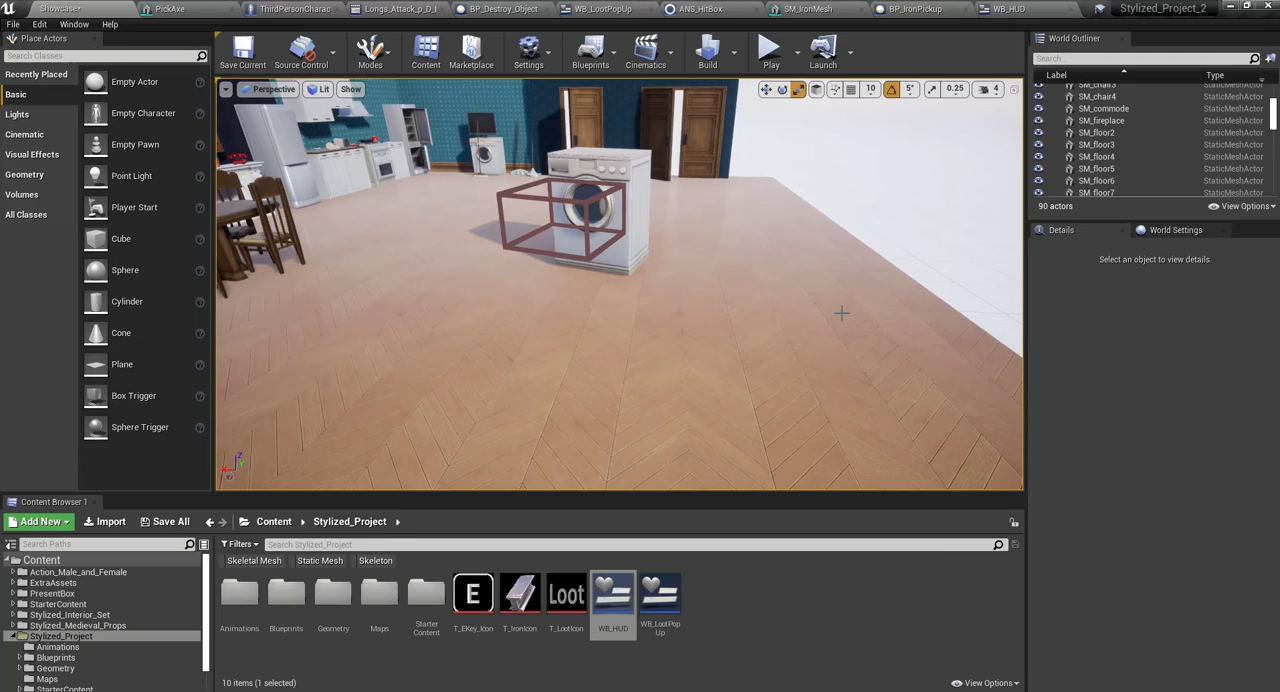 Showcase*
PickAxe
ThirdPersonCharac
Longs_Attack_p_D_I
BP_Destroy_Object
WB_LootPopUp
ANS_HitBox
SM_IronMesh
BP_IronPickup
WB_HUD
Stylized_Project_2
File Edit Window Help
Place Actors
Search Classes
Recently Placed
Basic
Lights
Cinematic
Visual Effects
Geometry
Volumes
All Classes
Empty Actor
Empty Character
Empty Pawn
Point Light
Player Start
Cube
Sphere
Cylinder
Cone
Plane
Box Trigger
Sphere Trigger
Save Current
Source Control
Modes
Content
Marketplace
Settings
Blueprints
Cinematics
Build
Play
Launch
Perspective
Lit
Show
10
5°
0.25
4
World Outliner
Search...
Label
Type
SM_chair3 StaticMeshActor
SM_chair4 StaticMeshActor
SM_commode StaticMeshActor
SM_fireplace StaticMeshActor
SM_floor2 StaticMeshActor
SM_floor3 StaticMeshActor
SM_floor4 StaticMeshActor
SM_floor5 StaticMeshActor
SM_floor6 StaticMeshActor
SM_floor7 StaticMeshActor
90 actors
View Options
Details
World Settings
Select an object to view details.
Content Browser 1
Add New
Import
Save All
Content
Stylized_Project
Search Paths
Content
Action_Male_and_Female
ExtraAssets
PresentBox
StarterContent
Stylized_Interior_Set
Stylized_Medieval_Props
Stylized_Project
Animations
Blueprints
Geometry
Maps
StarterContent
Filters
Search Stylized_Project
Skeletal Mesh
Static Mesh
Skeleton
E
Loot
Animations
Blueprints
Geometry
Maps
Starter
Content
T_EKey_Icon
T_IronIcon
T_LootIcon
WB_HUD
WB_LootPop
Up
10 items (1 selected)
View Options
Z
X
Y